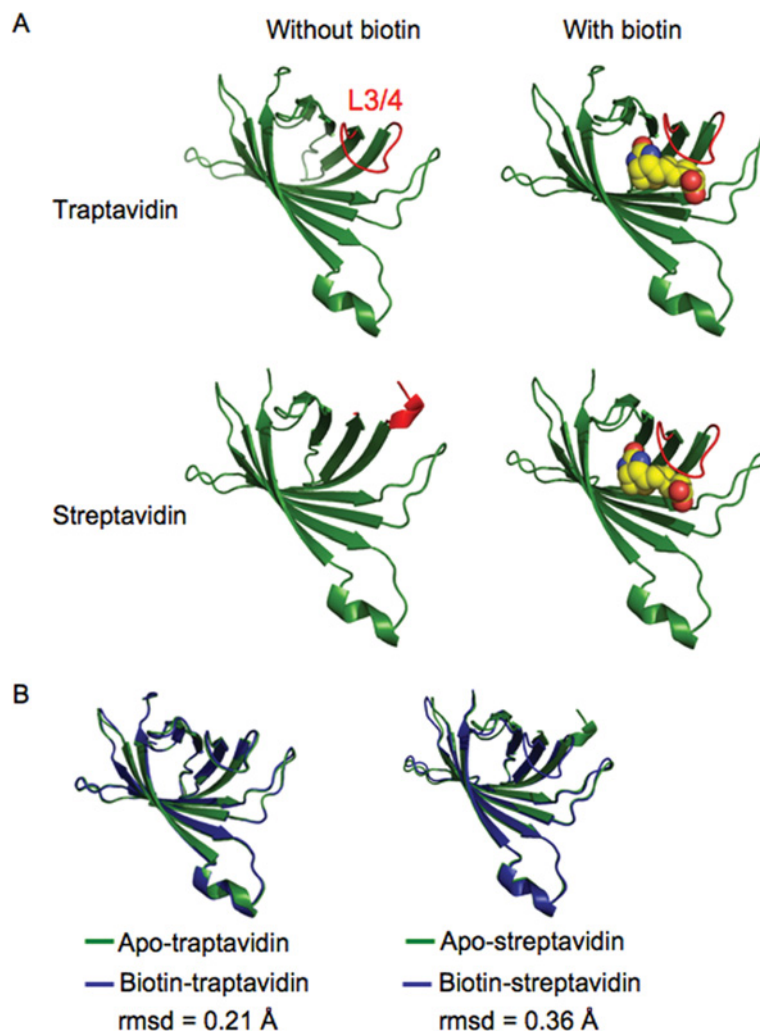 A
Without biotin
With biotin
L3/4
Traptavidin
Streptavidin
B
Apo-traptavidin
Biotin-traptavidin
rmsd = 0.21 Å
Apo-streptavidin
Biotin-streptavidin
rmsd = 0.36 Å